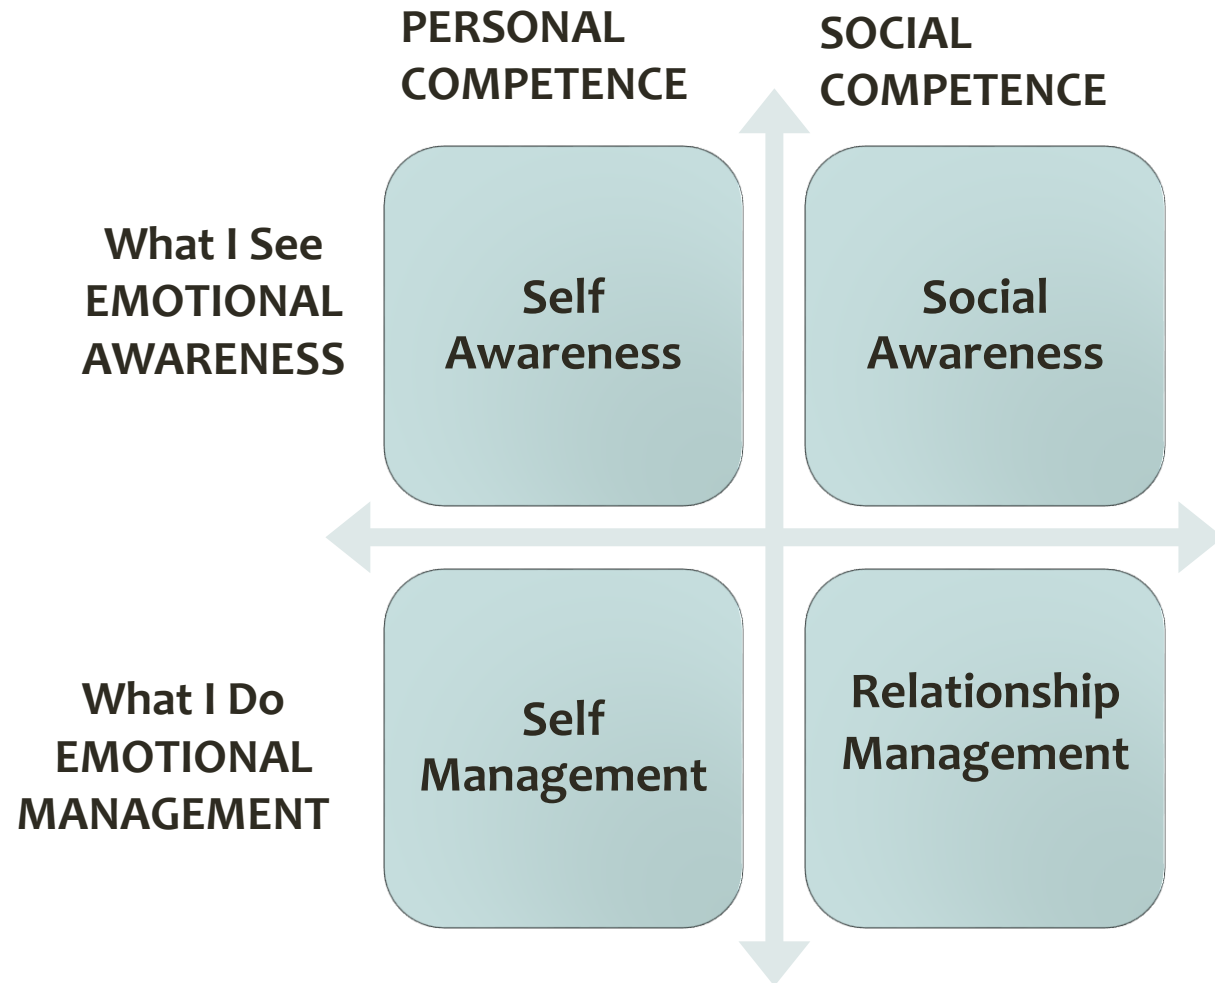 PERSONAL
COMPETENCE
SOCIAL
COMPETENCE
What I See
EMOTIONAL
AWARENESS
Self
Awareness
Social
Awareness
What I Do
EMOTIONAL
MANAGEMENT
Self
Management
Relationship
Management